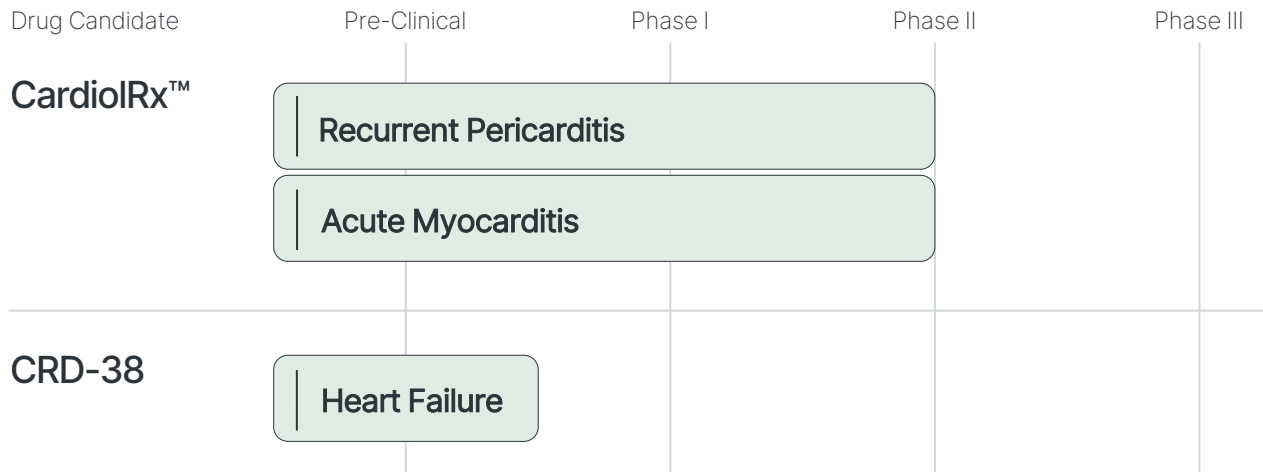 Drug Candidate Pre-Clinical Phase I Phase II Phase III
CardiolRx™
Recurrent Pericarditis
Acute Myocarditis
CRD-38
Heart Failure